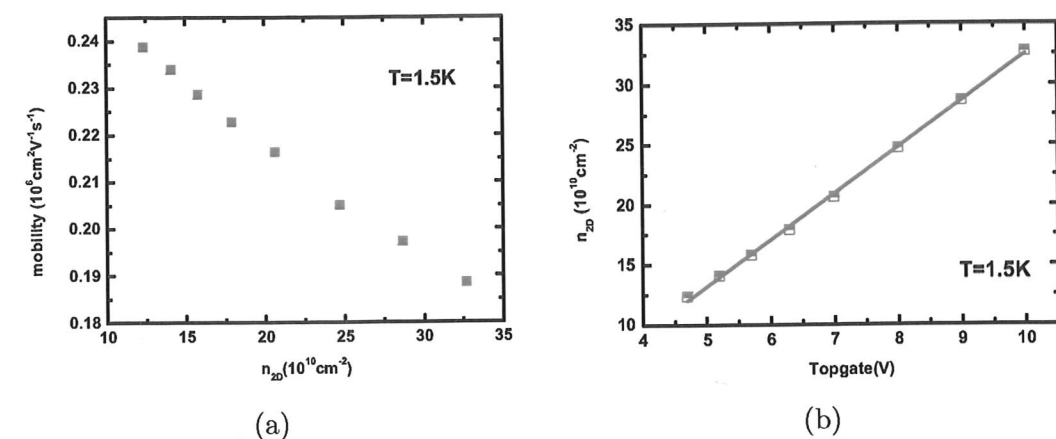 0.24
0.23
0.22
0.21
0.20
0.19
0.18
mobility (10⁶cm²V⁻¹s⁻¹)
T=1.5K
10 15 20 25 30 35
n₂D(10¹⁰cm⁻²)
(a)
35
30
25
20
15
10
n₂D (10¹⁰cm⁻²)
T=1.5K
4 5 6 7 8 9 10
Topgate(V)
(b)